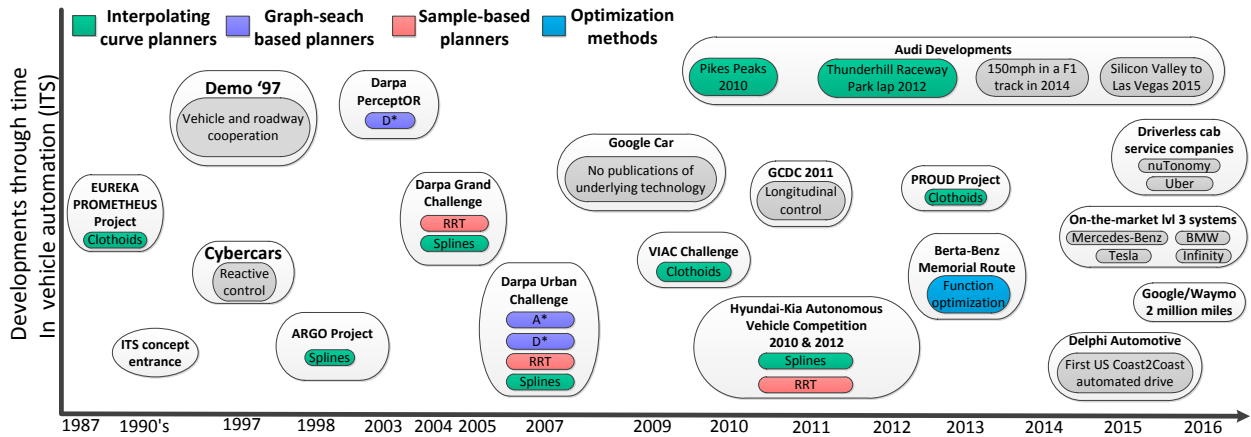 Interpolating
curve planners
Graph-seach
based planners
Sample-based
planners
Optimization
methods
Developments through time
In vehicle automation (ITS)
Audi Developments
Pikes Peaks
2010
Thunderhill Raceway
Park lap 2012
150mph in a F1
track in 2014
Silicon Valley to
Las Vegas 2015
Demo ‘97
Vehicle and roadway
cooperation
Darpa
PerceptOR
D*
EUREKA
PROMETHEUS
Project
Clothoids
Darpa Grand
Challenge
RRT
Splines
Google Car
No publications of
underlying technology
GCDC 2011
Longitudinal
control
PROUD Project
Clothoids
Driverless cab
service companies
nuTonomy
Uber
Cybercars
Reactive
control
VIAC Challenge
Clothoids
Berta-Benz
Memorial Route
Function
optimization
On-the-market lvl 3 systems
Mercedes-Benz
BMW
Tesla
Infinity
Darpa Urban
Challenge
A*
D*
RRT
Splines
Google/Waymo
2 million miles
ITS concept
entrance
ARGO Project
Splines
Hyundai-Kia Autonomous
Vehicle Competition
2010 & 2012
Splines
RRT
Delphi Automotive
First US Coast2Coast
automated drive
1987
1990's
1997
1998
2003
2004
2005
2007
2009
2010
2011
2012
2013
2014
2015
2016